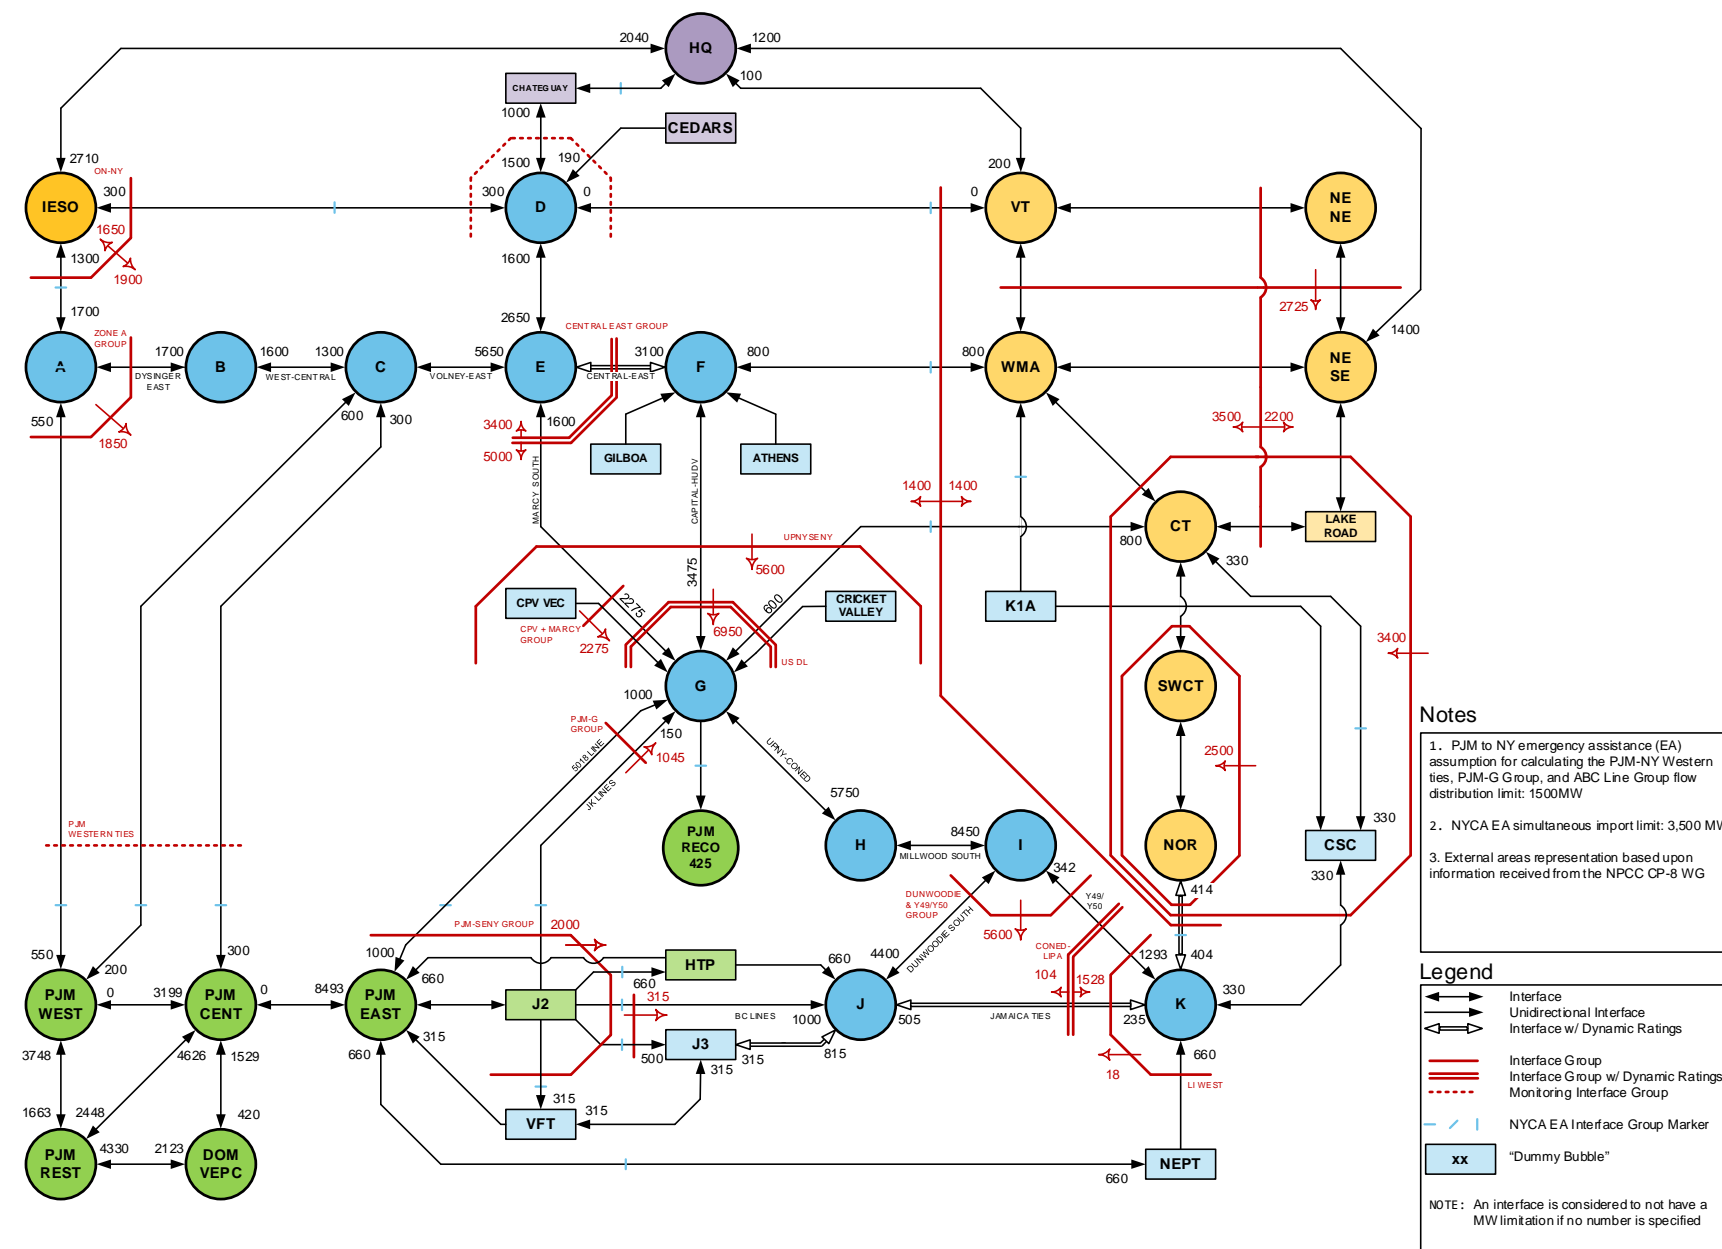 2040
HQ
1200
100
CHATEGUAY
1000
CEDARS
1500
190
2710
ON-NY
200
IESO
300
300
D
0
0
VT
NE
NE
1650
1300
1900
1600
2725
1700
2650
CENTRAL EAST GROUP
1400
ZONE A
GROUP
A
1700
B
1600
1300
C
5650
E
3100
F
800
800
WMA
NE
SE
DYSINGER
EAST
WEST-CENTRAL
VOLNEY-EAST
CENTRAL-EAST
550
1850
600
300
1600
3400
5000
3500
2200
GILBOA
ATHENS
MARCY SOUTH
CAPITAL-HUDV
1400
1400
CT
LAKE
ROAD
800
330
UPNYSENY
5600
3475
CPV VEC
2275
600
CRICKET
VALLEY
K1A
CPV + MARCY
GROUP
2275
6950
US DL
3400
G
SWCT
1000
PJM-G
GROUP
150
1045
5018 LINE
JK LINES
UPNY-CONED
2500
5750
PJM
WESTERN TIES
PJM
RECO
425
H
8450
MILLWOOD SOUTH
I
342
NOR
330
CSC
330
414
DUNWOODIE
& Y49/Y50
GROUP
Y49/
Y50
PJM-SENY GROUP
2000
5600
DUNWOODIE SOUTH
CONED-
LIPA
550
200
300
1000
660
HTP
660
660
4400
104
1528
1293
404
PJM
WEST
0
3199
PJM
CENT
0
8493
PJM
EAST
J2
315
BC LINES
1000
J
505
JAMAICA TIES
235
K
330
3748
4626
1529
660
315
500
J3
315
815
315
18
660
LI WEST
1663
2448
420
315
VFT
315
PJM
REST
4330
2123
DOM
VEPC
660
NEPT
Notes
1. PJM to NY emergency assistance (EA)
assumption for calculating the PJM-NY Western
ties, PJM-G Group, and ABC Line Group flow
distribution limit: 1500MW
2. NYCA EA simultaneous import limit: 3,500 MW
3. External areas representation based upon
information received from the NPCC CP-8 WG
Legend
Interface
Unidirectional Interface
Interface w/ Dynamic Ratings
Interface Group
Interface Group w/ Dynamic Ratings
Monitoring Interface Group
NYCA EA Interface Group Marker
xx
"Dummy Bubble"
NOTE: An interface is considered to not have a
MW limitation if no number is specified